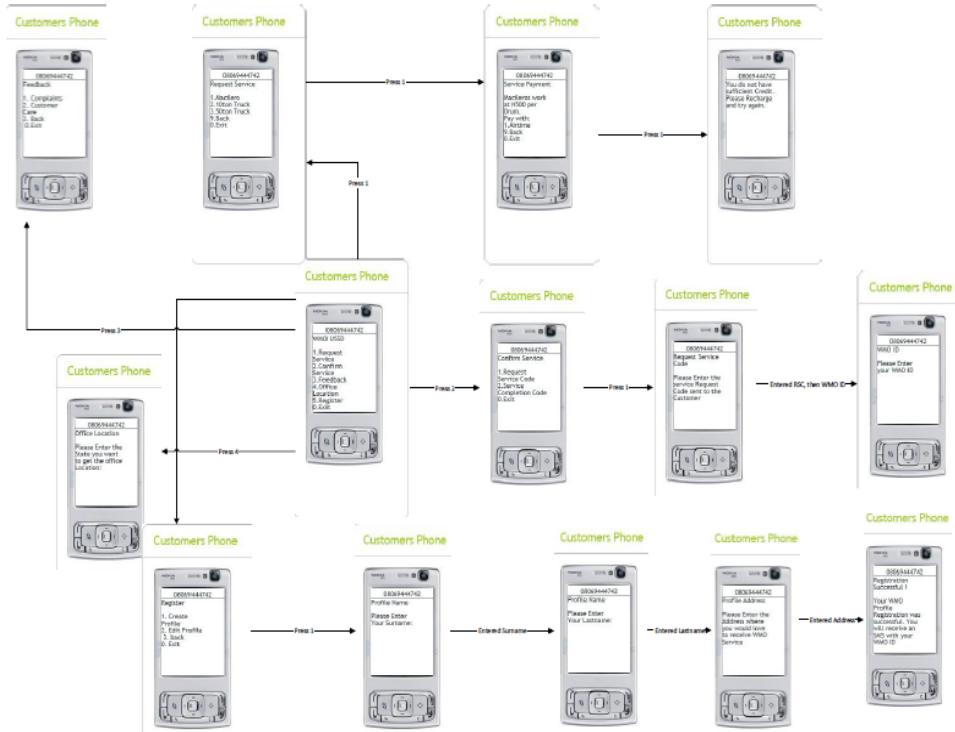 Customers Phone
08069444742
Feedback
1. Complaints
2. Customer
Care
3. Back
0.Exit
Customers Phone
08069444742
Request Service
2.10ton Truck
3.50ton Truck
9.Back
0.Exit
Press 1
Customers Phone
08069444742
Service Payment
work
at N500 per
Drum.
Pay with:
1.Airtime
9.Back
0.Exit
Press 1
Customers Phone
08069444742
You do not have
sufficient Credit.
Please Recharge
and try again.
Press 1
Press 3
Customers Phone
08069444742
WMO USSD
1.Request
Service
2.Confirm
Service
3.Feedback
4.Office
Location
5.Register
0.Exit
Press 2
Customers Phone
08069444742
Confirm Service
1.Request
Service Code
2.Service
Completion Code
0.Exit
Press 1
Customers Phone
08069444742
Request Service
Code
Please Enter the
service Request
Code sent to the
Customer
Entered RSC, then WMO ID
Customers Phone
08069444742
WMO ID
Please Enter
your WMO ID
Press 4
Customers Phone
08069444742
Office Location
Please Enter the
State you want
to get the office
Location:
Customers Phone
08069444742
Register
1. Create
Profile
2. Edit Profile
3. Back
0. Exit
Press 1
Customers Phone
08069444742
Profile Name
Please Enter
Your Surname:
Entered Surname
Customers Phone
08069444742
Profile Name
Please Enter
Your Lastname:
Entered Lastname
Customers Phone
08069444742
Profile Address
Please Enter the
Address where
you would love
to receive WMO
Service
Entered Address
Customers Phone
08069444742
Registration
Successful !
Your WMO
Profile
Registration was
successful. You
will receive an
SMS with your
WMO ID